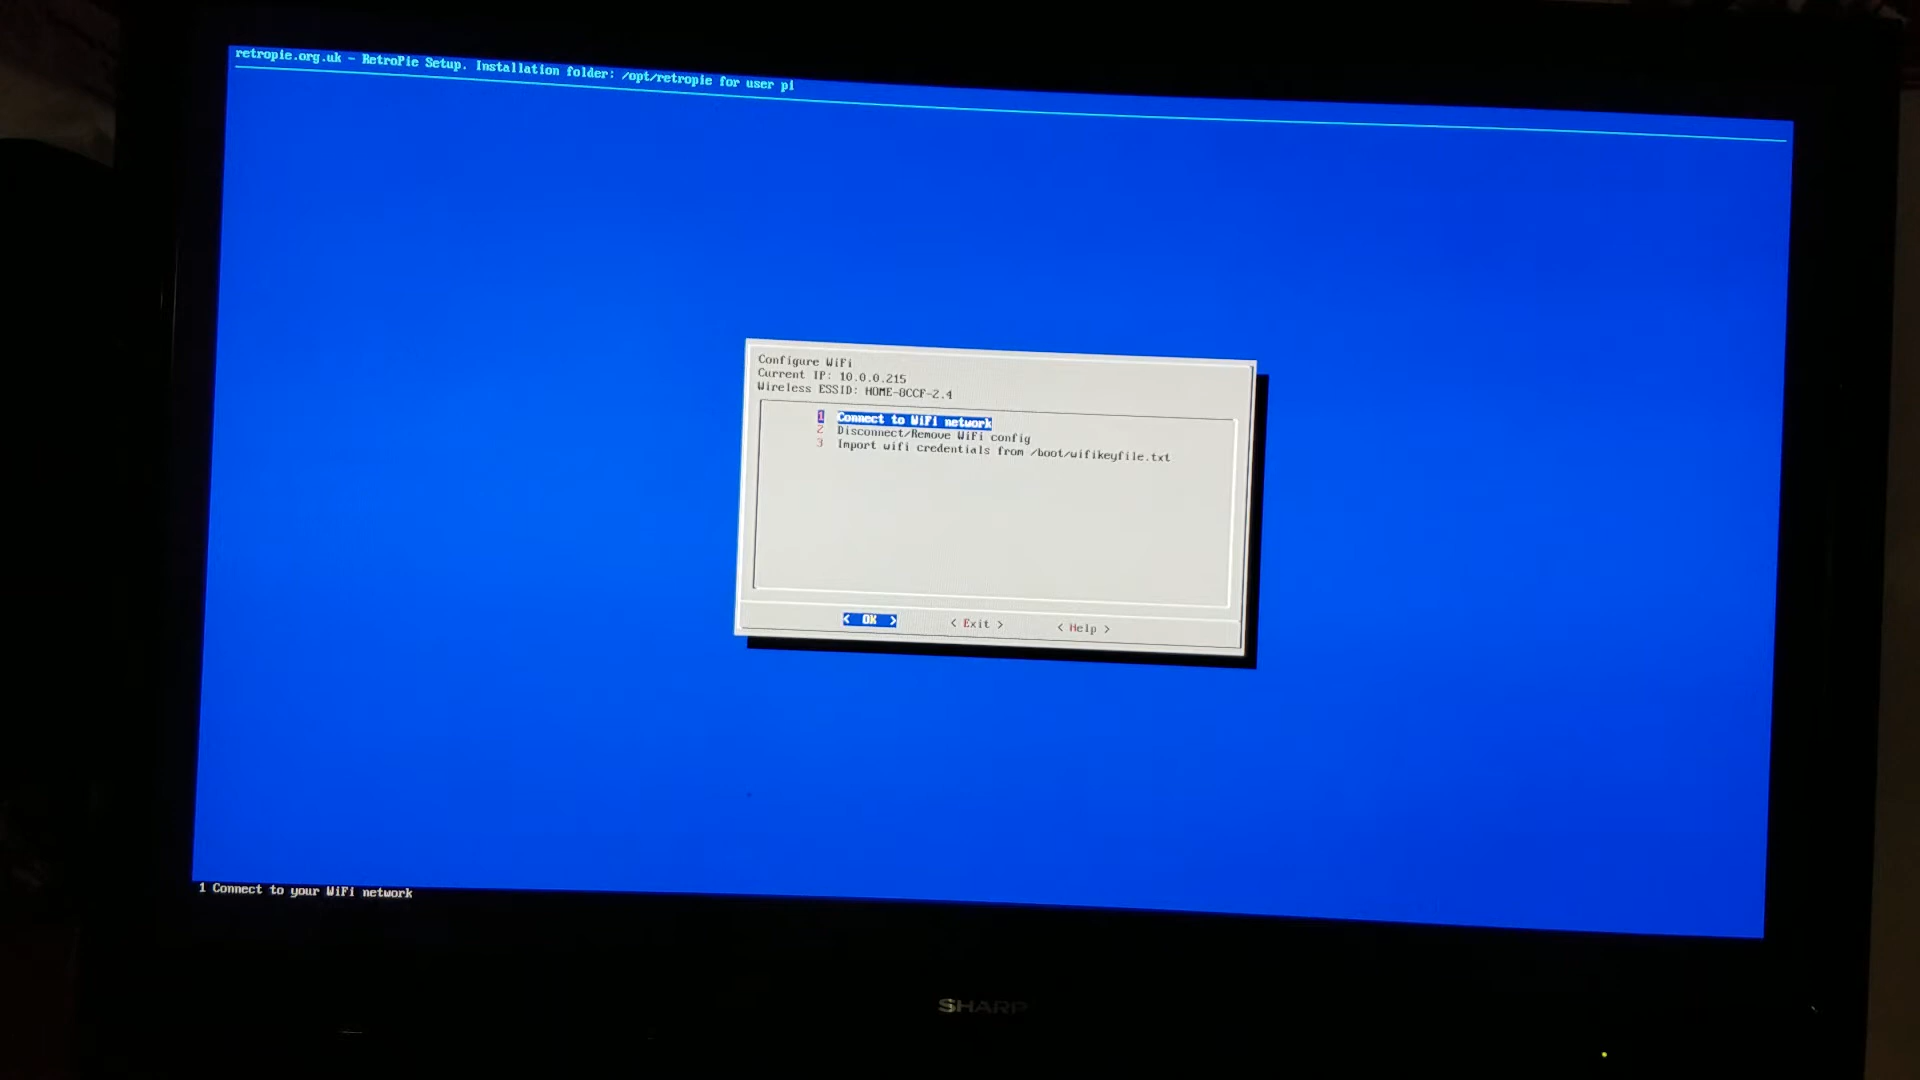 retropie.org.uk - RetroPie Setup. Installation folder: /opt/retropie for user pi
Configure WiFi
Current IP: 10.0.0.215
Wireless ESSID: HOME-8CCF-2.4
1 Connect to WiFi network
2 Disconnect/Remove WiFi config
3 Import wifi credentials from /boot/wifikeyfile.txt
< OK > < Exit > < Help >
1 Connect to your WiFi network
SHARP